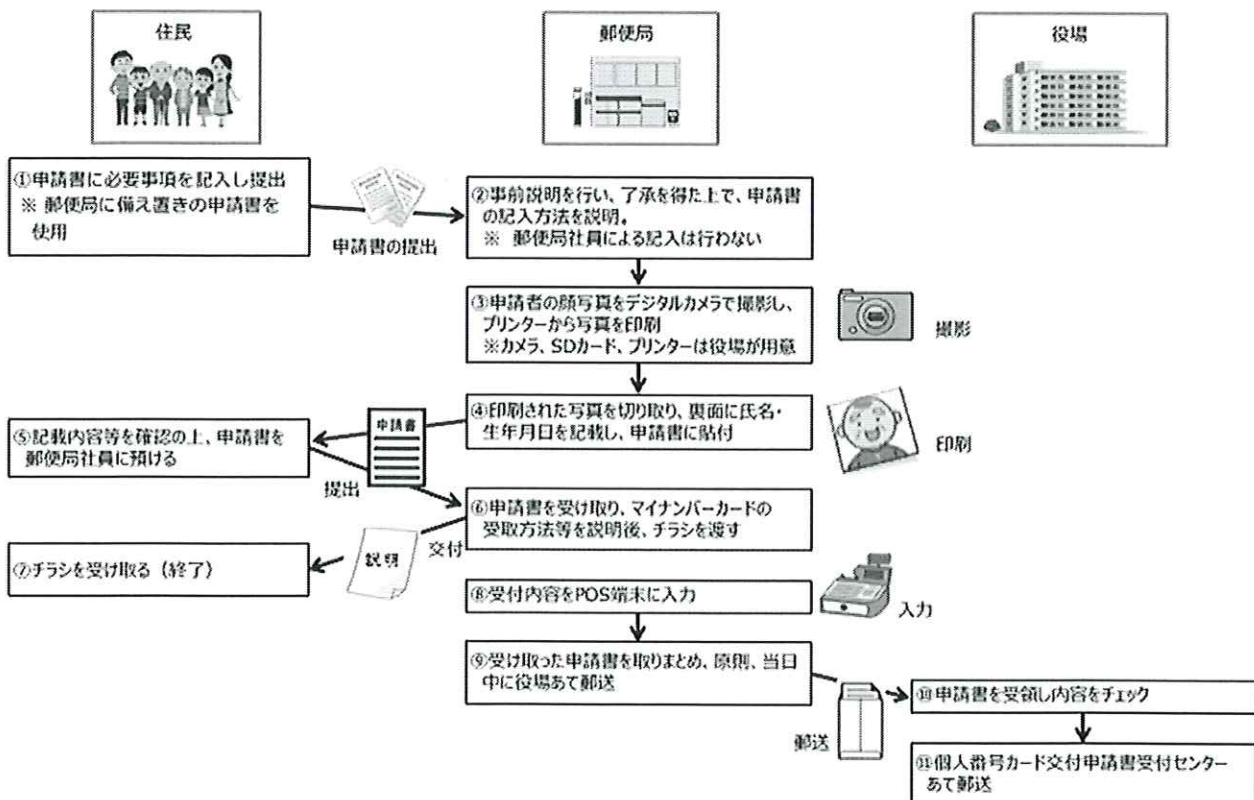 住民
郵便局
役場
①申請書に必要事項を記入し提出
※ 郵便局に備え置きの申請書を
使用
申請書の提出
②事前説明を行い、了承を得た上で、申請書
の記入方法を説明。
※ 郵便局社員による記入は行わない
③申請者の顔写真をデジタルカメラで撮影し、
プリンターから写真を印刷
※カメラ、SDカード、プリンターは役場が用意
撮影
④印刷された写真を切り取り、裏面に氏名・
生年月日を記載し、申請書に貼付
印刷
申請書
⑤記載内容等を確認の上、申請書を
郵便局社員に預ける
提出
⑥申請書を受け取り、マイナンバーカードの
受取方法等を説明後、チラシを渡す
交付
説明
⑦チラシを受け取る（終了）
⑧受付内容をPOS端末に入力
入力
⑨受け取った申請書を取りまとめ、原則、当日
中に役場あて郵送
郵送
⑩申請書を受領し内容をチェック
⑪個人番号カード交付申請書受付センター
あて郵送